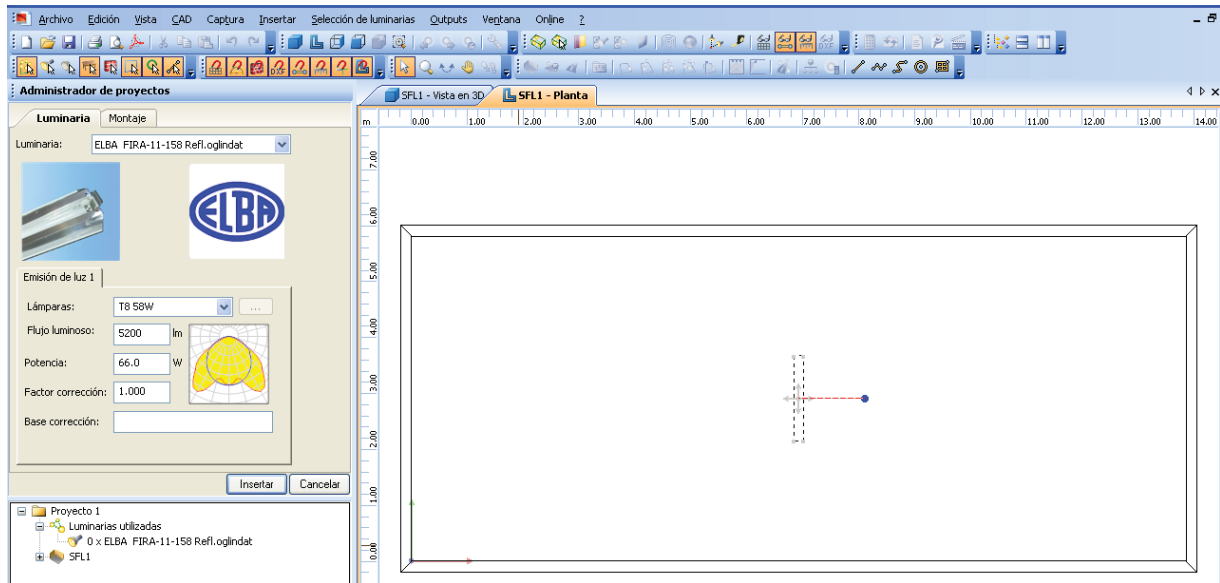 Archivo Edición Vista CAD Captura Insertar Selección de luminarias Outputs Ventana Online ?
Administrador de proyectos
SFL1 - Vista en 3D SFL1 - Planta
Luminaria Montaje
m 0.00 1.00 2.00 3.00 4.00 5.00 6.00 7.00 8.00 9.00 10.00 11.00 12.00 13.00 14.00
Luminaria: ELBA FIRA-11-158 Refl.oglindat
ELBA
Emisión de luz 1
Lámparas: T8 58W ...
Flujo luminoso: 5200 lm
Potencia: 66.0 W
Factor corrección: 1.000
Base corrección:
Insertar Cancelar
7.00
6.00
5.00
4.00
3.00
2.00
1.00
0.00
Proyecto 1
Luminarias utilizadas
0 x ELBA FIRA-11-158 Refl.oglindat
SFL1